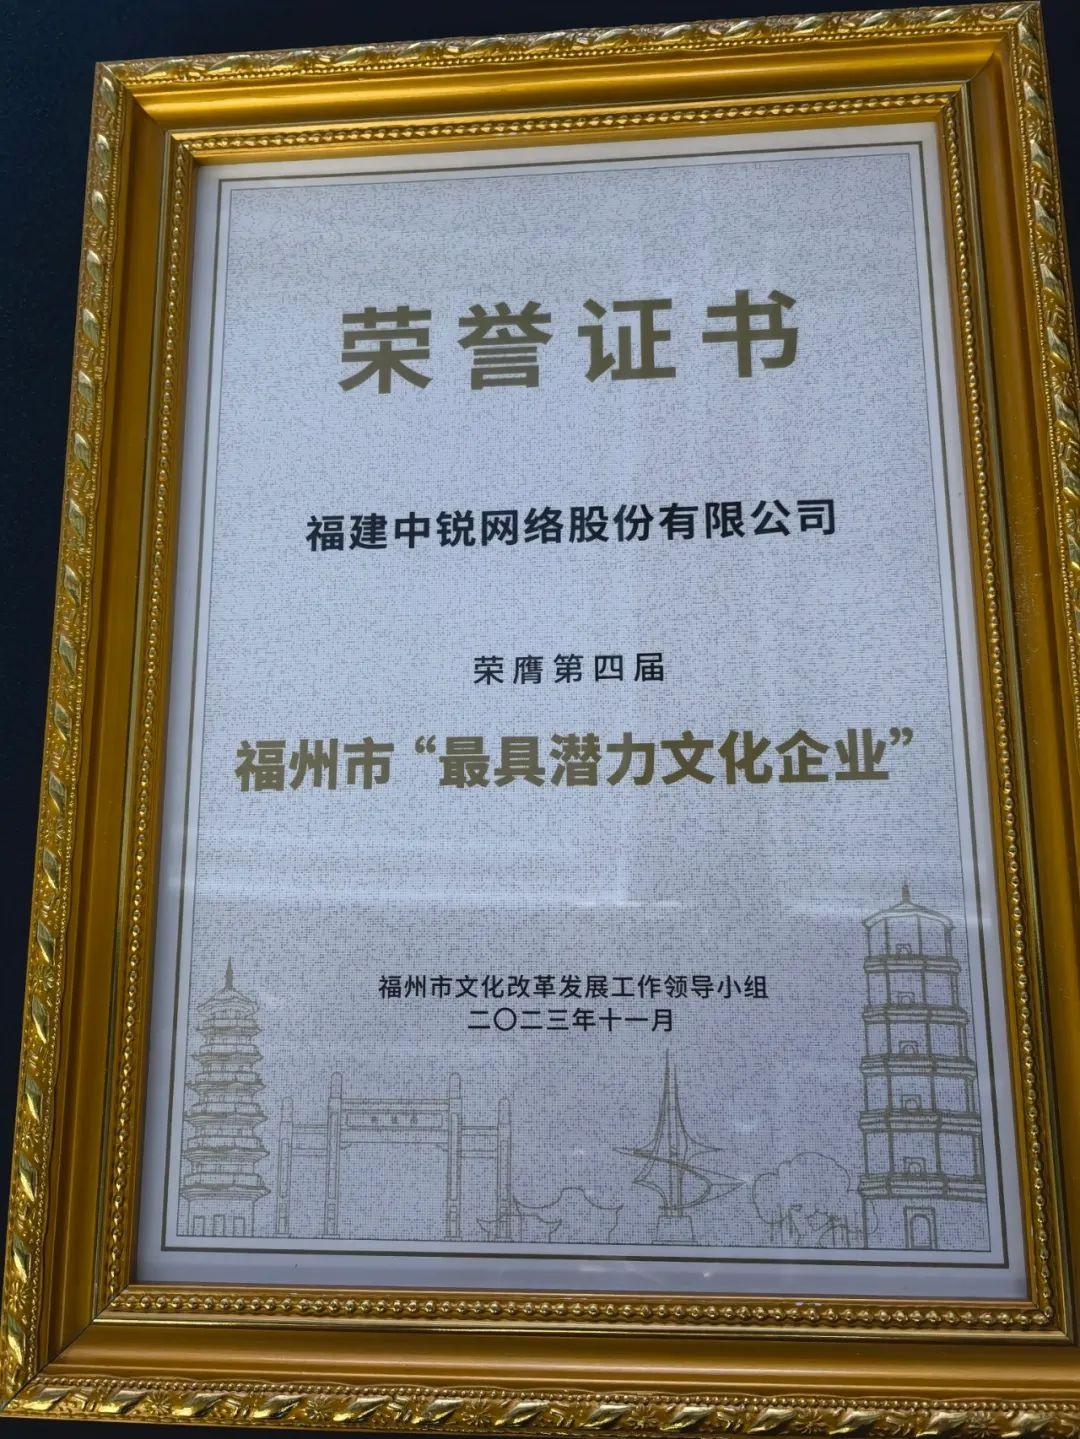 荣誉证书
福建中锐网络股份有限公司
荣膺第四届
福州市“最具潜力文化企业”
福州市文化改革发展工作领导小组
二〇二三年十一月